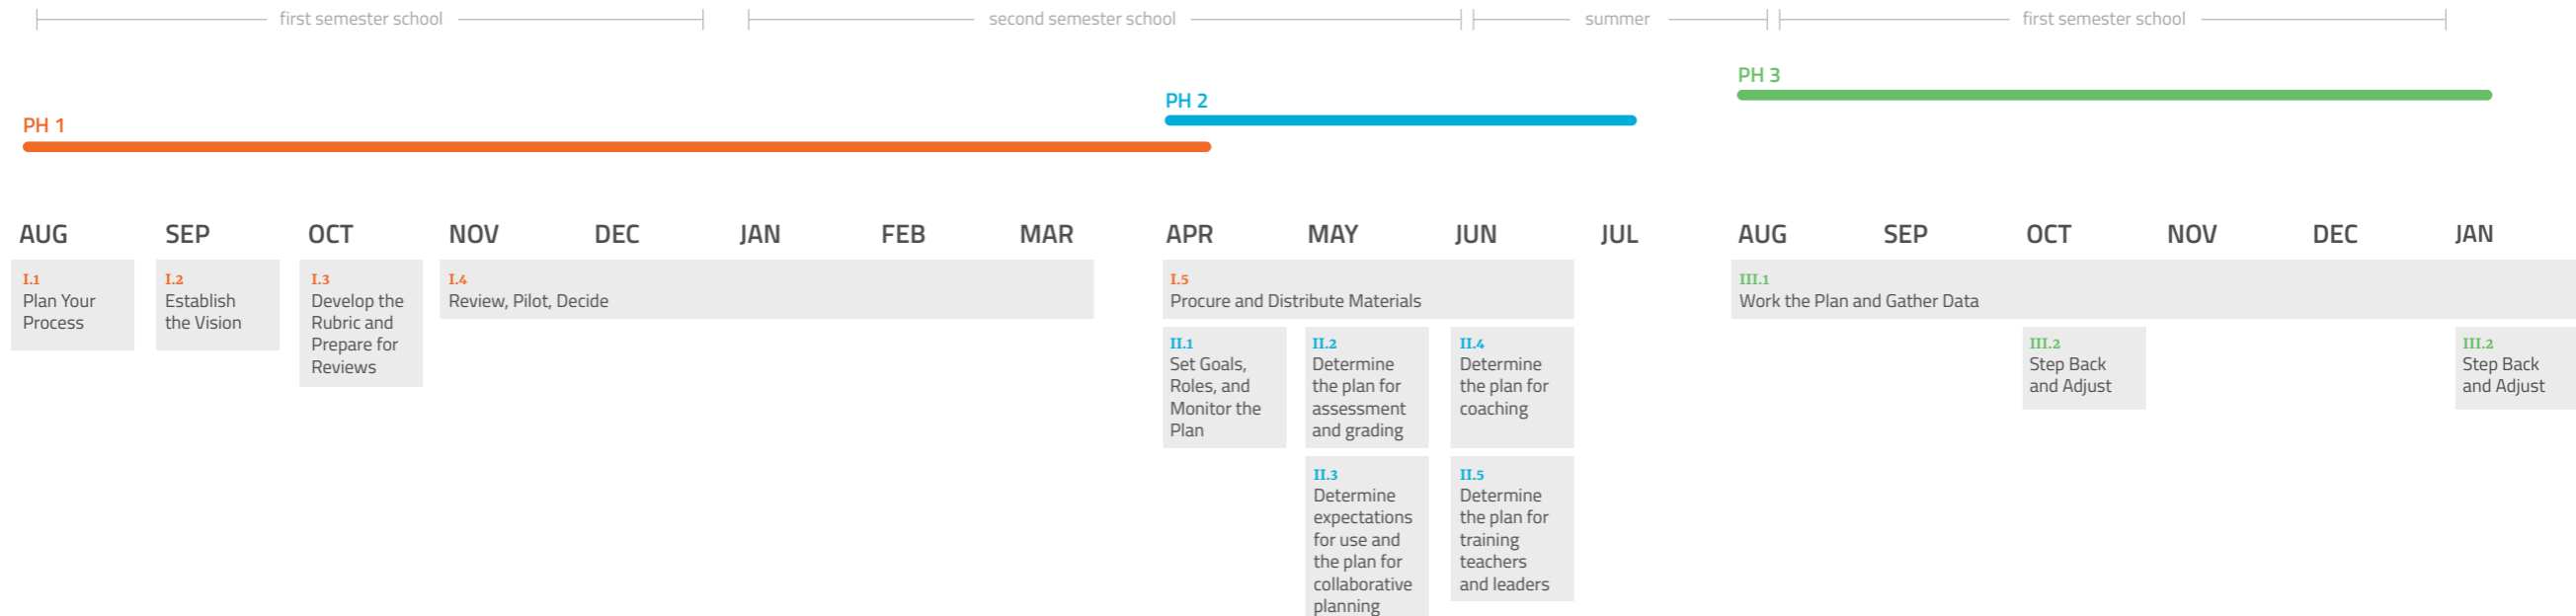 first semester school
second semester school
summer
first semester school
PH 3
PH 2
PH 1
AUG
SEP
OCT
NOV
DEC
JAN
FEB
MAR
APR
MAY
JUN
JUL
AUG
SEP
OCT
NOV
DEC
JAN
I.1
Plan Your
Process
I.2
Establish
the Vision
I.3
Develop the
Rubric and
Prepare for
Reviews
I.4
Review, Pilot, Decide
I.5
Procure and Distribute Materials
II.1
Set Goals,
Roles, and
Monitor the
Plan
II.2
Determine
the plan for
assessment
and grading
II.3
Determine
expectations
for use and
the plan for
collaborative
planning
II.4
Determine
the plan for
coaching
II.5
Determine
the plan for
training
teachers
and leaders
III.1
Work the Plan and Gather Data
III.2
Step Back
and Adjust
III.2
Step Back
and Adjust